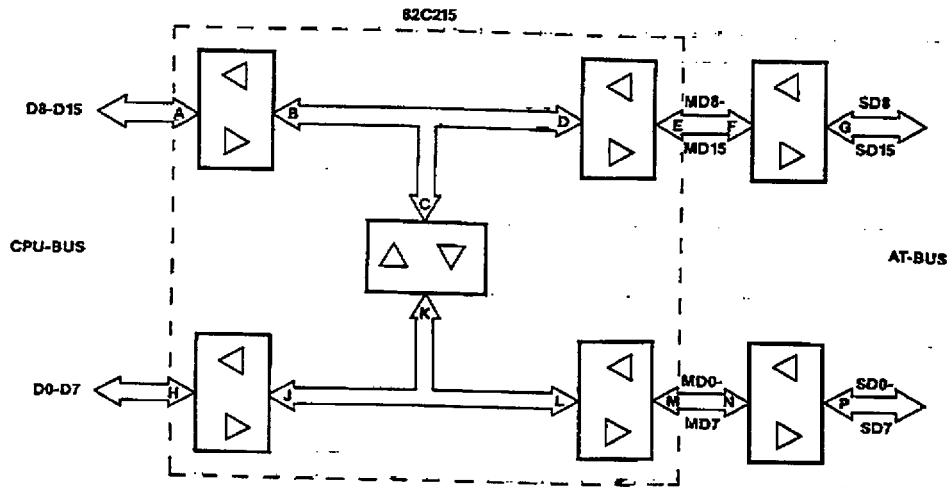 82C215
D8-D15
A
B
D
E
MD8-
MD15
F
G
SD8
SD15
C
CPU-BUS
AT-BUS
K
D0-D7
H
J
L
M
MD0-
MD7
N
P
SD0-
SD7